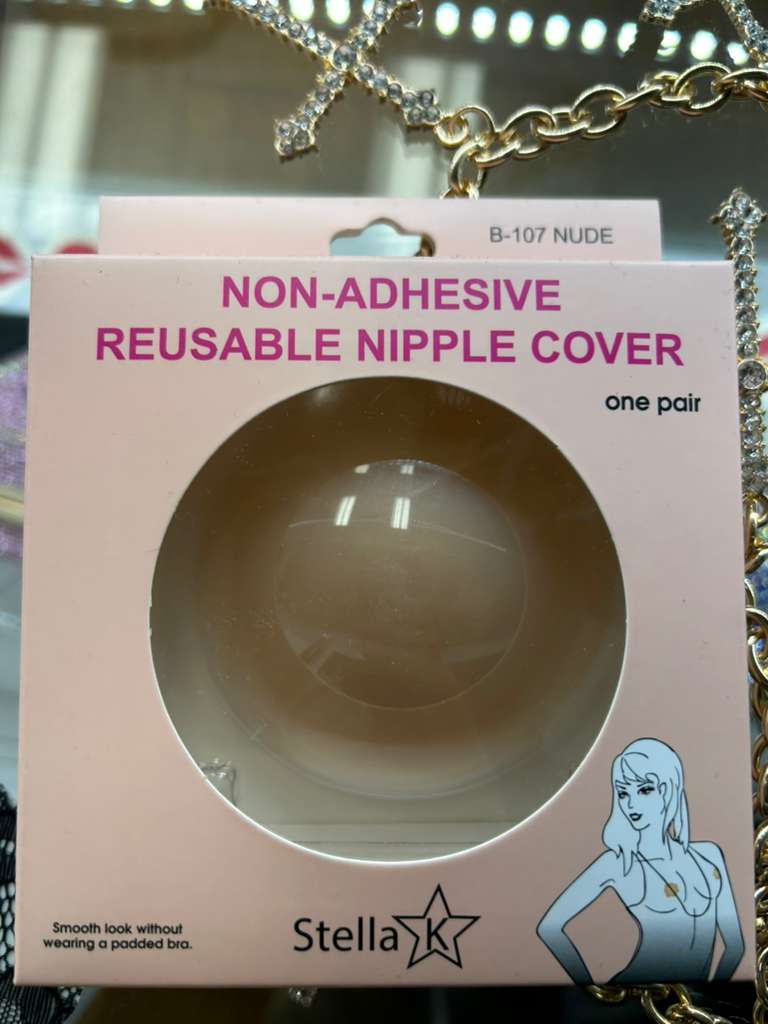 B-107 NUDE
NON-ADHESIVE
REUSABLE NIPPLE COVER
one pair
Smooth look without
wearing a padded bra.
Stella K